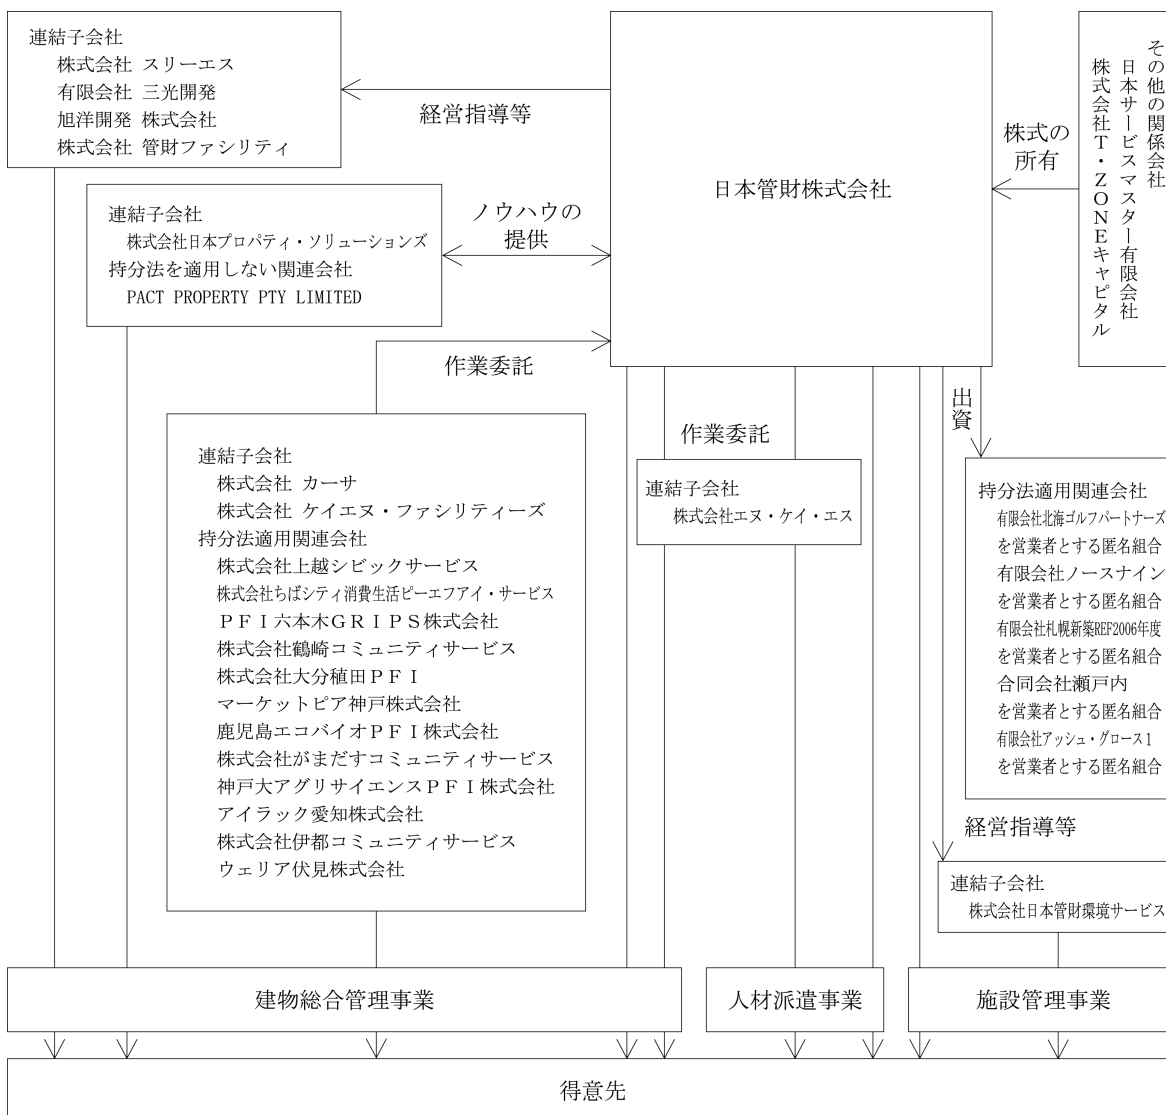 連結子会社
株式会社 スリーエス
有限会社 三光開発
旭洋開発 株式会社
株式会社 管財ファシリティ
経営指導等
日本管財株式会社
株式の
所有
その他の関係会社
日本サービスマスター有限会社
株式会社T・ZONEキャピタル
連結子会社
株式会社日本プロパティ・ソリューションズ
持分法を適用しない関連会社
PACT PROPERTY PTY LIMITED
ノウハウの
提供
作業委託
連結子会社
株式会社 カーサ
株式会社 ケイエヌ・ファシリティーズ
持分法適用関連会社
株式会社上越シビックサービス
株式会社ちばシティ消費生活ピーエフアイ・サービス
PFI六本木GRIPS株式会社
株式会社鶴崎コミュニティサービス
株式会社大分稙田PFI
マーケットピア神戸株式会社
鹿児島エコバイオPFI株式会社
株式会社がまだすコミュニティサービス
神戸大アグリサイエンスPFI株式会社
アイラック愛知株式会社
株式会社伊都コミュニティサービス
ウェリア伏見株式会社
作業委託
連結子会社
株式会社エヌ・ケイ・エス
出資
持分法適用関連会社
有限会社北海ゴルフパートナーズ
を営業者とする匿名組合
有限会社ノースナイン
を営業者とする匿名組合
有限会社札幌新築REF2006年度
を営業者とする匿名組合
合同会社瀬戸内
を営業者とする匿名組合
有限会社アッシュ・グロース1
を営業者とする匿名組合
経営指導等
連結子会社
株式会社日本管財環境サービス
建物総合管理事業
人材派遣事業
施設管理事業
得意先